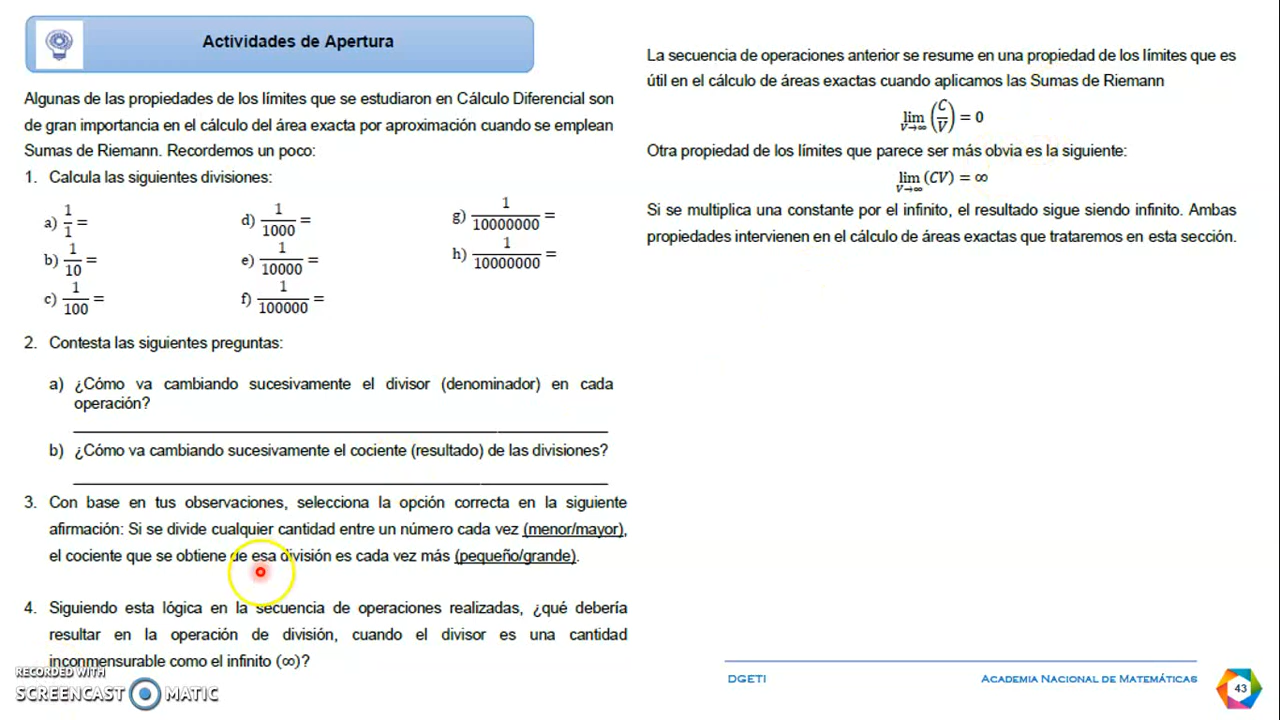 Actividades de Apertura
Algunas de las propiedades de los límites que se estudiaron en Cálculo Diferencial son
de gran importancia en el cálculo del área exacta por aproximación cuando se emplean
Sumas de Riemann. Recordemos un poco:
1. Calcula las siguientes divisiones:
a) 1/1 =
b) 1/10 =
c) 1/100 =
d) 1/1000 =
e) 1/10000 =
f) 1/100000 =
g) 1/10000000 =
h) 1/10000000 =
2. Contesta las siguientes preguntas:
a) ¿Cómo va cambiando sucesivamente el divisor (denominador) en cada
operación?
b) ¿Cómo va cambiando sucesivamente el cociente (resultado) de las divisiones?
3. Con base en tus observaciones, selecciona la opción correcta en la siguiente
afirmación: Si se divide cualquier cantidad entre un número cada vez (menor/mayor),
el cociente que se obtiene de esa división es cada vez más (pequeño/grande).
4. Siguiendo esta lógica en la secuencia de operaciones realizadas, ¿qué debería
resultar en la operación de división, cuando el divisor es una cantidad
inconmensurable como el infinito (∞)?
RECORDED WITH
SCREENCAST MATIC
La secuencia de operaciones anterior se resume en una propiedad de los límites que es
útil en el cálculo de áreas exactas cuando aplicamos las Sumas de Riemann
lim V→∞ (C/V) = 0
Otra propiedad de los límites que parece ser más obvia es la siguiente:
lim V→∞ (CV) = ∞
Si se multiplica una constante por el infinito, el resultado sigue siendo infinito. Ambas
propiedades intervienen en el cálculo de áreas exactas que trataremos en esta sección.
DGETI
ACADEMIA NACIONAL DE MATEMÁTICAS
43